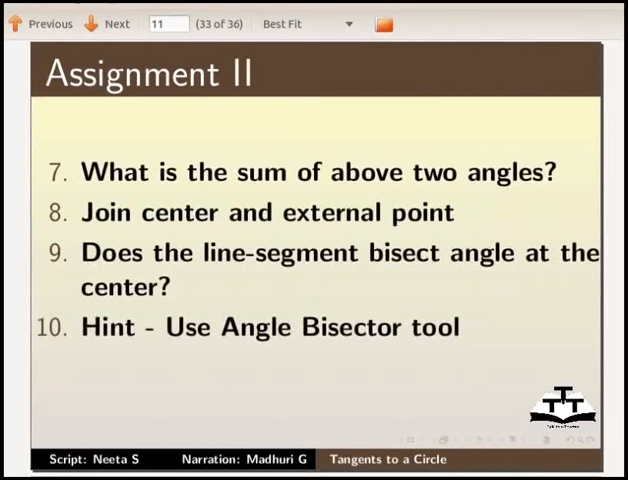 Previous Next 11 (33 of 36) Best Fit
Assignment II
7. What is the sum of above two angles?
8. Join center and external point
9. Does the line-segment bisect angle at the
center?
10. Hint - Use Angle Bisector tool
Script: Neeta S Narration: Madhuri G Tangents to a Circle